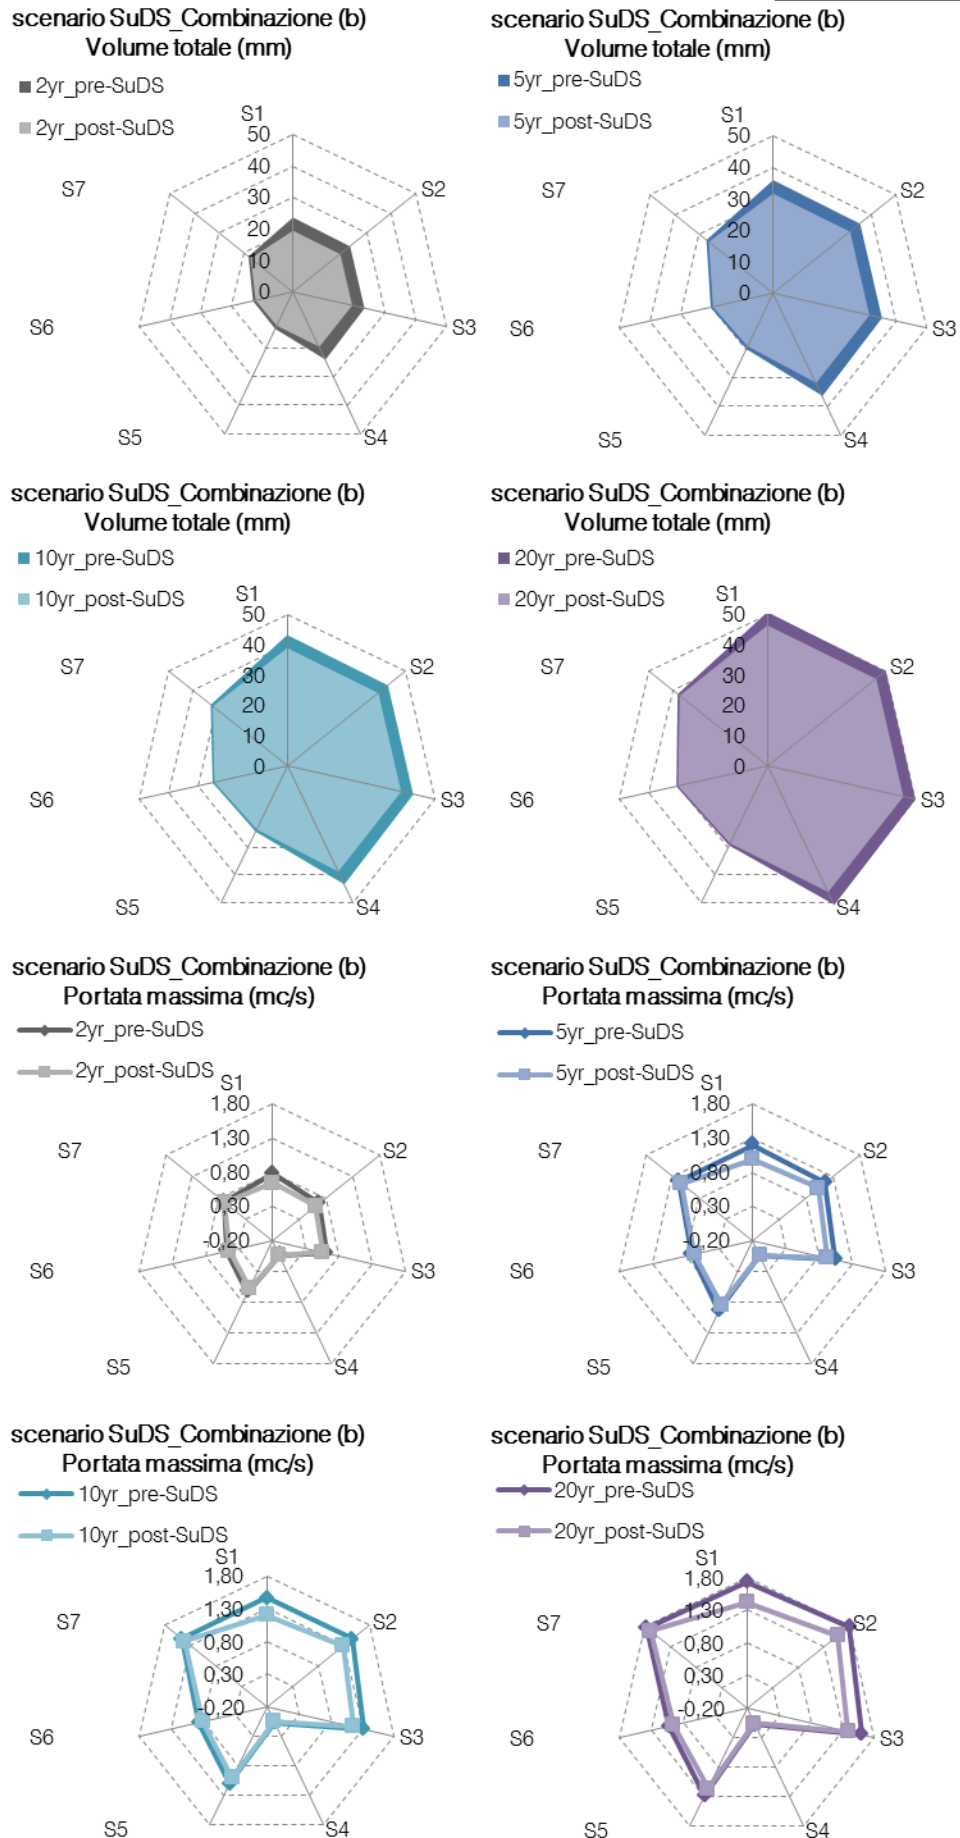 scenario SuDS_Combinazione (b)
Volume totale (mm)
2yr_pre-SuDS
2yr_post-SuDS
S1
50
40
30
20
10
0
S2
S3
S4
S5
S6
S7
scenario SuDS_Combinazione (b)
Volume totale (mm)
5yr_pre-SuDS
5yr_post-SuDS
S1
50
40
30
20
10
0
S2
S3
S4
S5
S6
S7
scenario SuDS_Combinazione (b)
Volume totale (mm)
10yr_pre-SuDS
10yr_post-SuDS
S1
50
40
30
20
10
0
S2
S3
S4
S5
S6
S7
scenario SuDS_Combinazione (b)
Volume totale (mm)
20yr_pre-SuDS
20yr_post-SuDS
S1
50
40
30
20
10
0
S2
S3
S4
S5
S6
S7
scenario SuDS_Combinazione (b)
Portata massima (mc/s)
2yr_pre-SuDS
2yr_post-SuDS
S1
1,80
1,30
0,80
0,30
-0,20
S2
S3
S4
S5
S6
S7
scenario SuDS_Combinazione (b)
Portata massima (mc/s)
5yr_pre-SuDS
5yr_post-SuDS
S1
1,80
1,30
0,80
0,30
-0,20
S2
S3
S4
S5
S6
S7
scenario SuDS_Combinazione (b)
Portata massima (mc/s)
10yr_pre-SuDS
10yr_post-SuDS
S1
1,80
1,30
0,80
0,30
-0,20
S2
S3
S4
S5
S6
S7
scenario SuDS_Combinazione (b)
Portata massima (mc/s)
20yr_pre-SuDS
20yr_post-SuDS
S1
1,80
1,30
0,80
0,30
-0,20
S2
S3
S4
S5
S6
S7